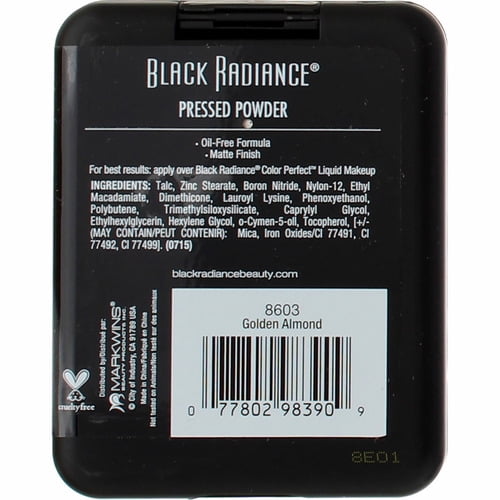 BLACK RADIANCE®
PRESSED POWDER
• Oil-Free Formula
• Matte Finish
For best results: apply over Black Radiance® Color Perfect™ Liquid Makeup
INGREDIENTS: Talc, Zinc Stearate, Boron Nitride, Nylon-12, Ethyl
Macadamiate, Dimethicone, Lauroyl Lysine, Phenoxyethanol,
Polybutene, Trimethylsiloxysilicate, Caprylyl Glycol,
Ethylhexylglycerin, Hexylene Glycol, o-Cymen-5-ol, Tocopherol, [+/-
(MAY CONTAIN/PEUT CONTENIR): Mica, Iron Oxides/CI 77491, CI
77492, CI 77499]. (0715)
blackradiancebeauty.com
cruelty free
Distributed by/Distribué par:
MARKWINS®
BEAUTY PRODUCTS INC.
© City of Industry, CA 91789 USA
Made in China/Fabriqué en China
Not tested on Animals/Non testé sur des animaux
8603
Golden Almond
0 77802 98390 9
8E01